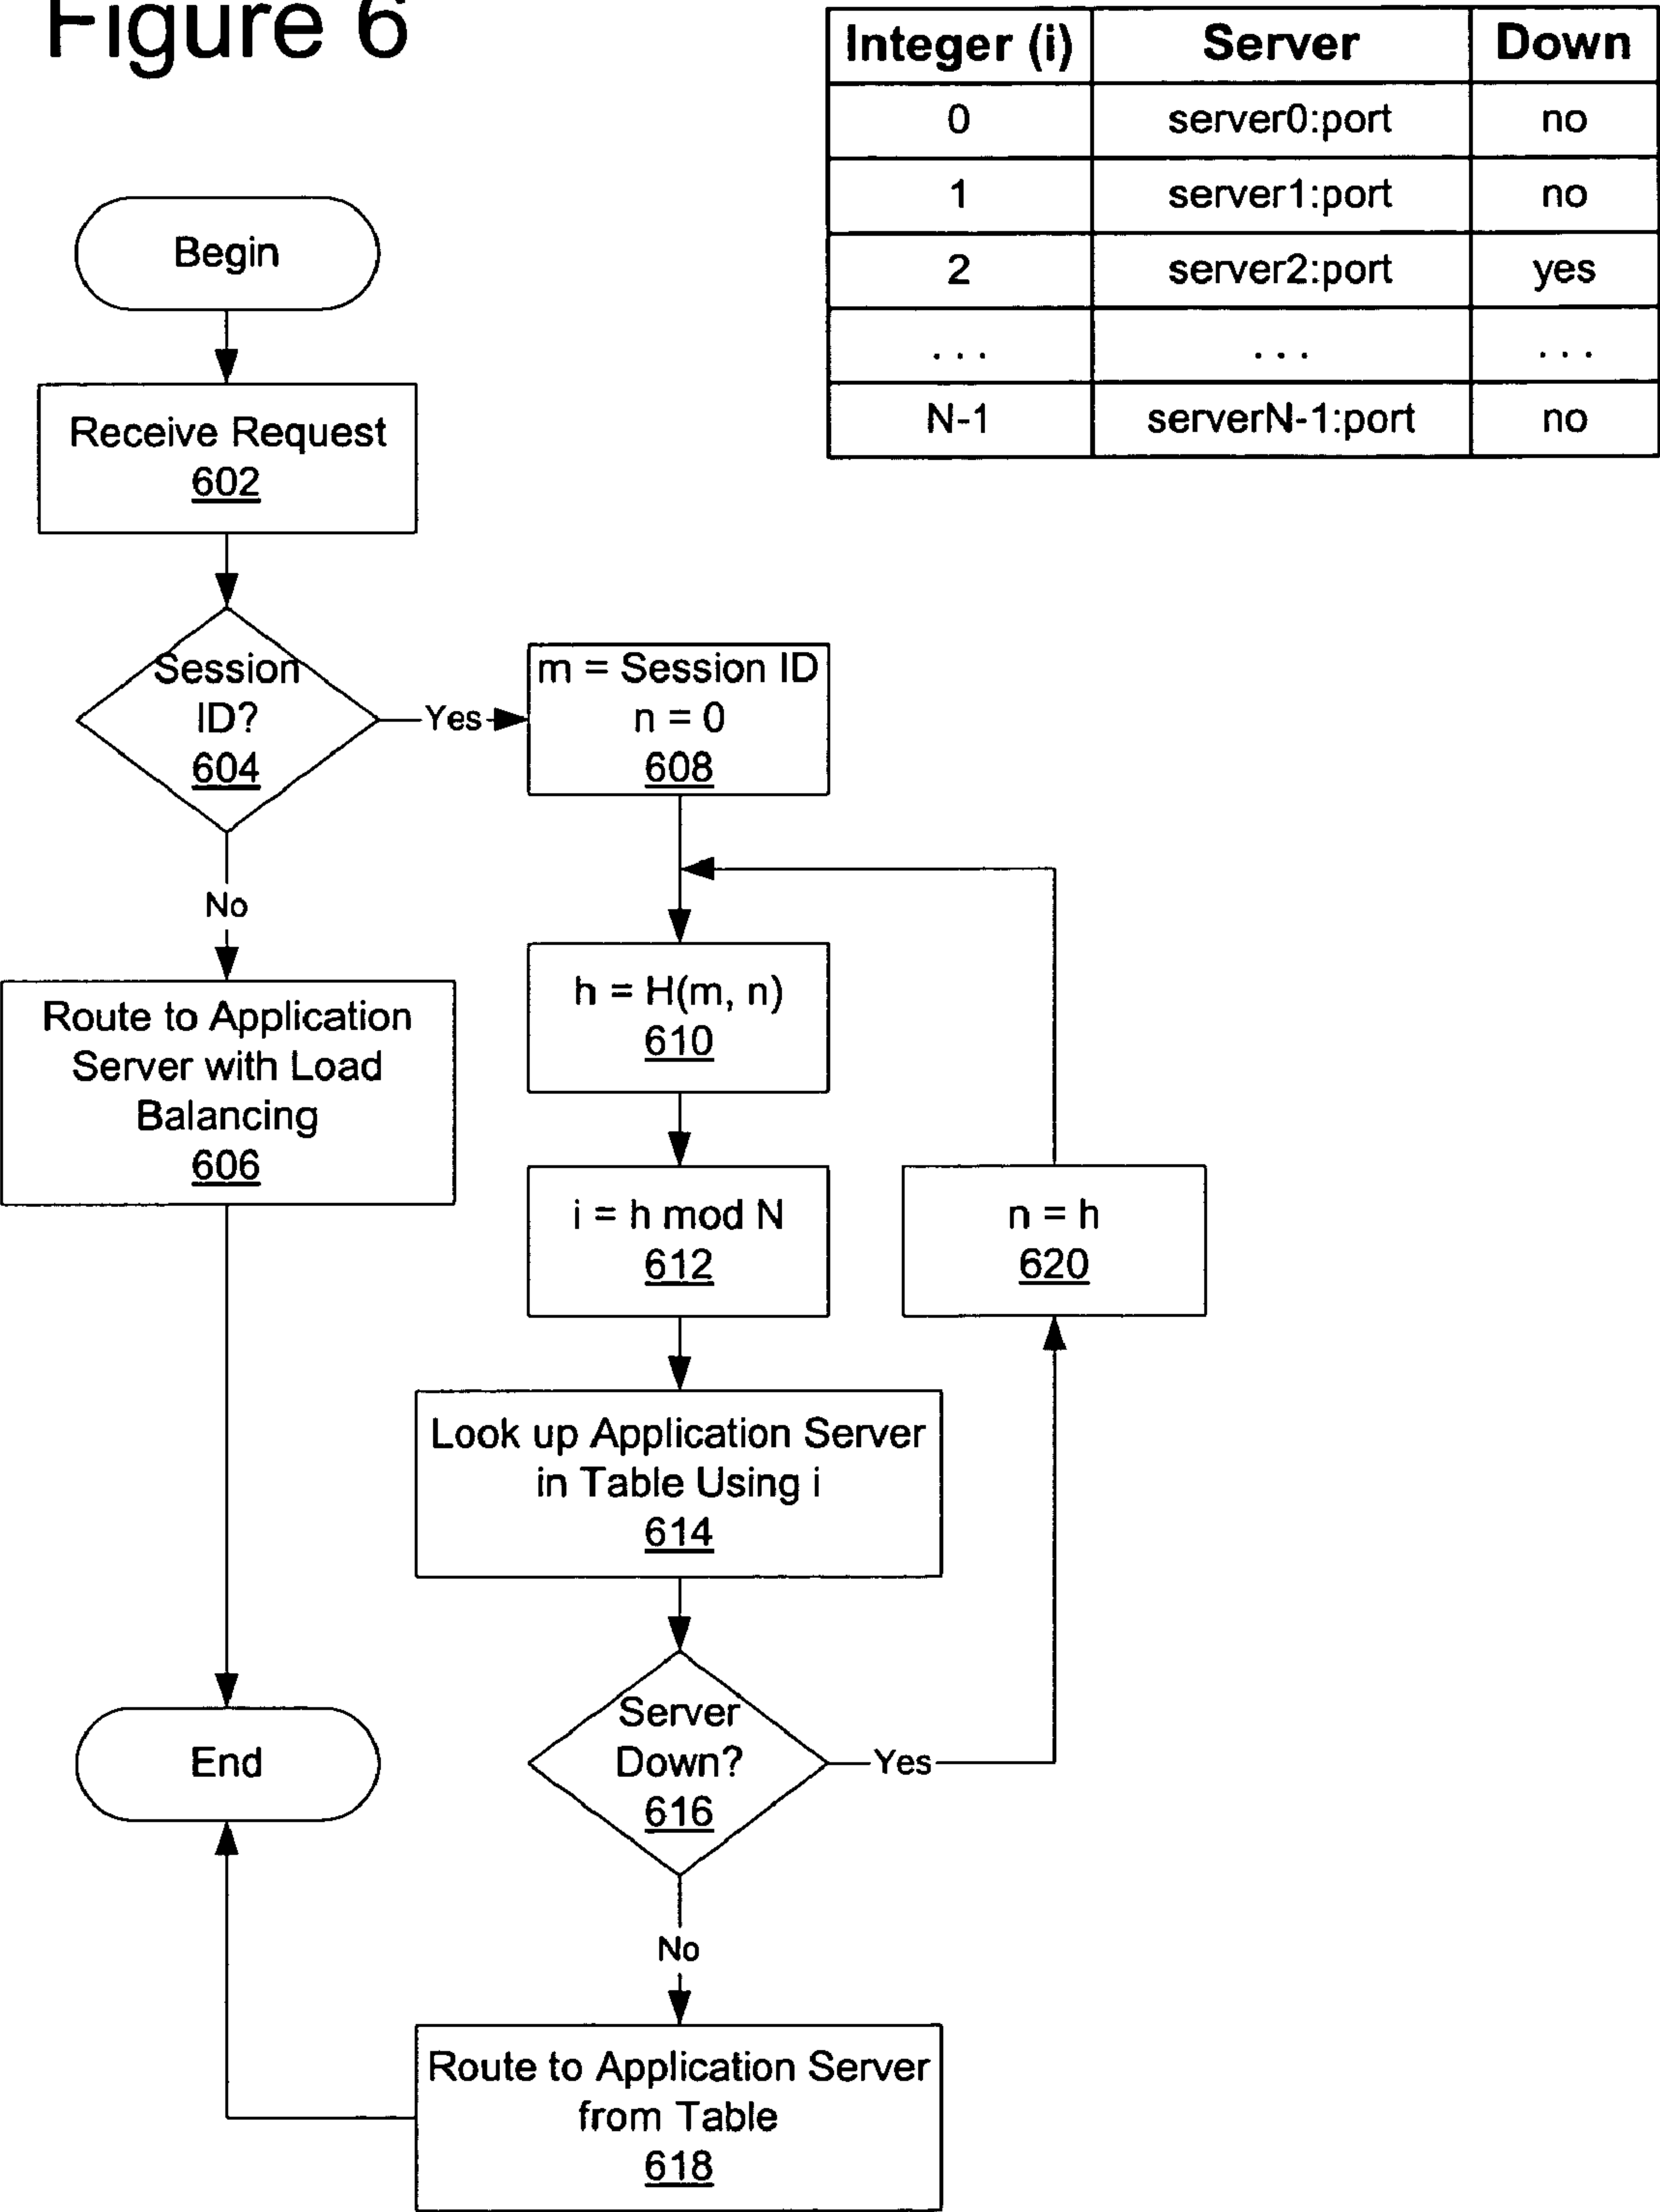 Figure 6
Integer (i) Server Down
0 server0:port no
1 server1:port no
2 server2:port yes
... ... ...
N-1 serverN-1:port no
Begin
Receive Request
602
Session
ID?
604
Yes
m = Session ID
n = 0
608
No
h = H(m, n)
610
Route to Application
Server with Load
Balancing
606
i = h mod N
612
n = h
620
Look up Application Server
in Table Using i
614
Server
Down?
616
Yes
End
No
Route to Application Server
from Table
618